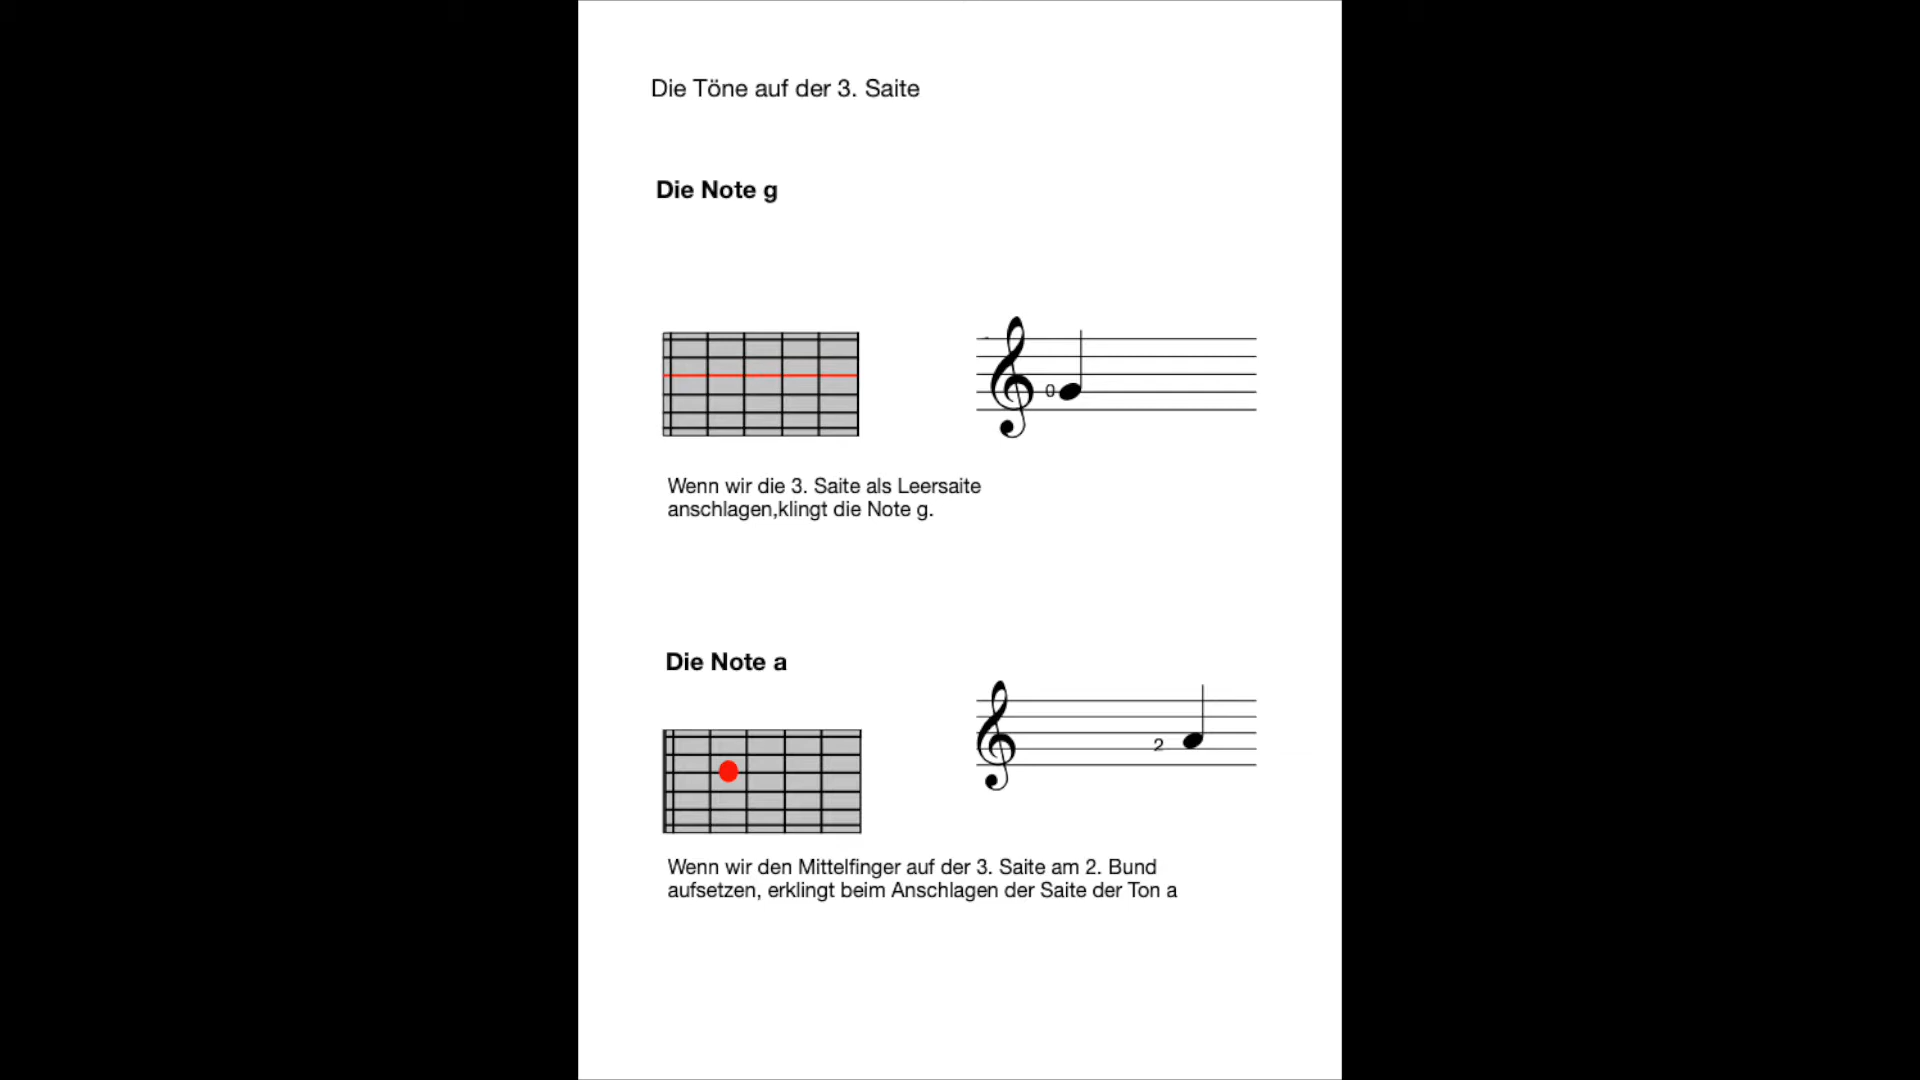 Die Töne auf der 3. Saite
Die Note g
0
Wenn wir die 3. Saite als Leersaite
anschlagen,klingt die Note g.
Die Note a
2
Wenn wir den Mittelfinger auf der 3. Saite am 2. Bund
aufsetzen, erklingt beim Anschlagen der Saite der Ton a